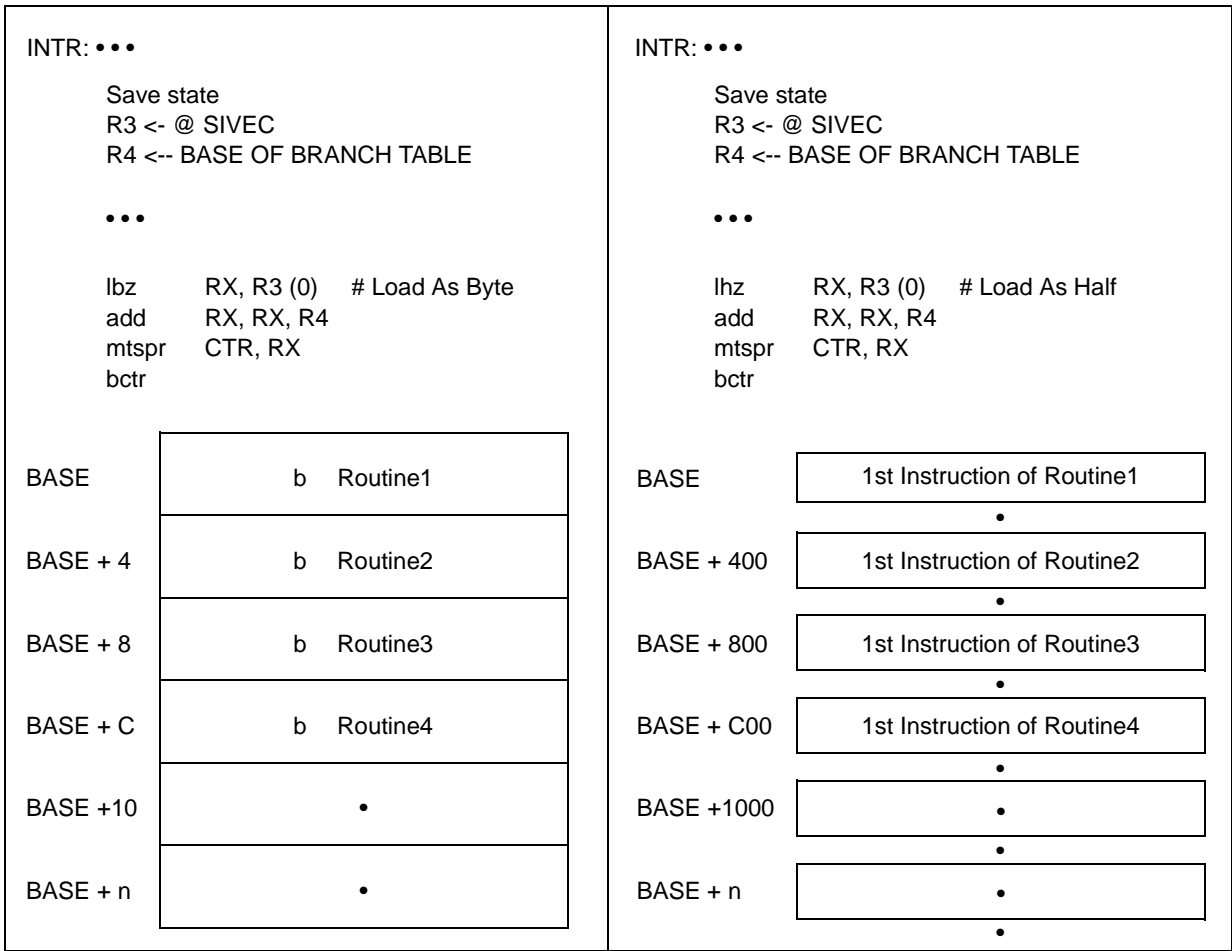 INTR: • • •
Save state
R3 <- @ SIVEC
R4 <-- BASE OF BRANCH TABLE
• • •
lbz RX, R3 (0) # Load As Byte
add RX, RX, R4
mtspr CTR, RX
bctr
BASE b Routine1
BASE + 4 b Routine2
BASE + 8 b Routine3
BASE + C b Routine4
BASE +10 •
BASE + n •
INTR: • • •
Save state
R3 <- @ SIVEC
R4 <-- BASE OF BRANCH TABLE
• • •
lhz RX, R3 (0) # Load As Half
add RX, RX, R4
mtspr CTR, RX
bctr
BASE 1st Instruction of Routine1
•
BASE + 400 1st Instruction of Routine2
•
BASE + 800 1st Instruction of Routine3
•
BASE + C00 1st Instruction of Routine4
•
BASE +1000 •
•
BASE + n •
•